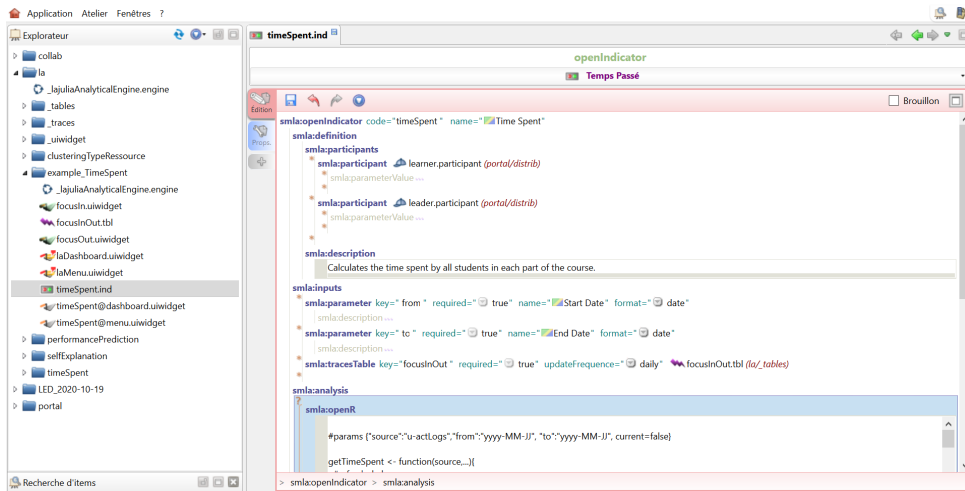 Application Atelier Fenêtres ?
Explorateur
collab
la
_lajuliaAnalyticalEngine.engine
_tables
_traces
_uiwidget
clusteringTypeRessource
example_TimeSpent
_lajuliaAnalyticalEngine.engine
focusIn.uiwidget
focusInOut.tbl
focusOut.uiwidget
laDashboard.uiwidget
laMenu.uiwidget
timeSpent.ind
timeSpent@dashboard.uiwidget
timeSpent@menu.uiwidget
performancePrediction
selfExplanation
timeSpent
LED_2020-10-19
portal
Recherche d'items
timeSpent.ind
openIndicator
Temps Passé
Édition
Props.
Brouillon
smla:openIndicator code="timeSpent " name="Time Spent"
smla:definition
smla:participants
smla:participant learner.participant (portal/distrib)
smla:parameterValue ...
smla:participant leader.participant (portal/distrib)
smla:parameterValue ...
smla:description
Calculates the time spent by all students in each part of the course.
smla:inputs
smla:parameter key=" from " required=" true" name="Start Date" format=" date"
smla:description ...
smla:parameter key=" to " required=" true" name="End Date" format=" date"
smla:description ...
smla:tracesTable key="focusInOut " required=" true" updateFrequence=" daily" focusInOut.tbl (la/_tables)
smla:analysis
?
smla:openR
#params {"source":"u-actLogs","from":"yyyy-MM-JJ", "to":"yyyy-MM-JJ", current=false}
getTimeSpent <- function(source,...){
> smla:openIndicator > smla:analysis